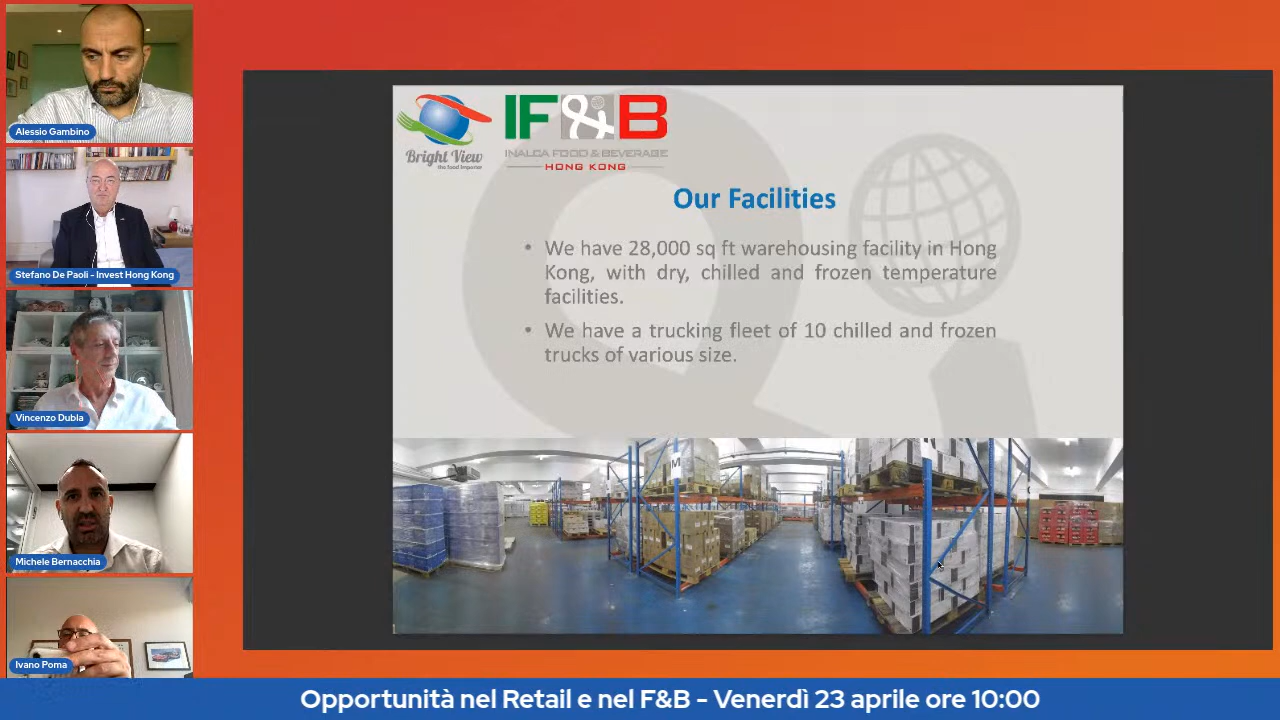 Alessio Gambino
Stefano De Paoli - Invest Hong Kong
Vincenzo Dubla
Michele Bernacchia
Ivano Poma
Bright View
the food importer
IF&B
INALCA FOOD & BEVERAGE
HONG KONG
Our Facilities
• We have 28,000 sq ft warehousing facility in Hong
Kong, with dry, chilled and frozen temperature
facilities.
• We have a trucking fleet of 10 chilled and frozen
trucks of various size.
M
Opportunità nel Retail e nel F&B - Venerdì 23 aprile ore 10:00